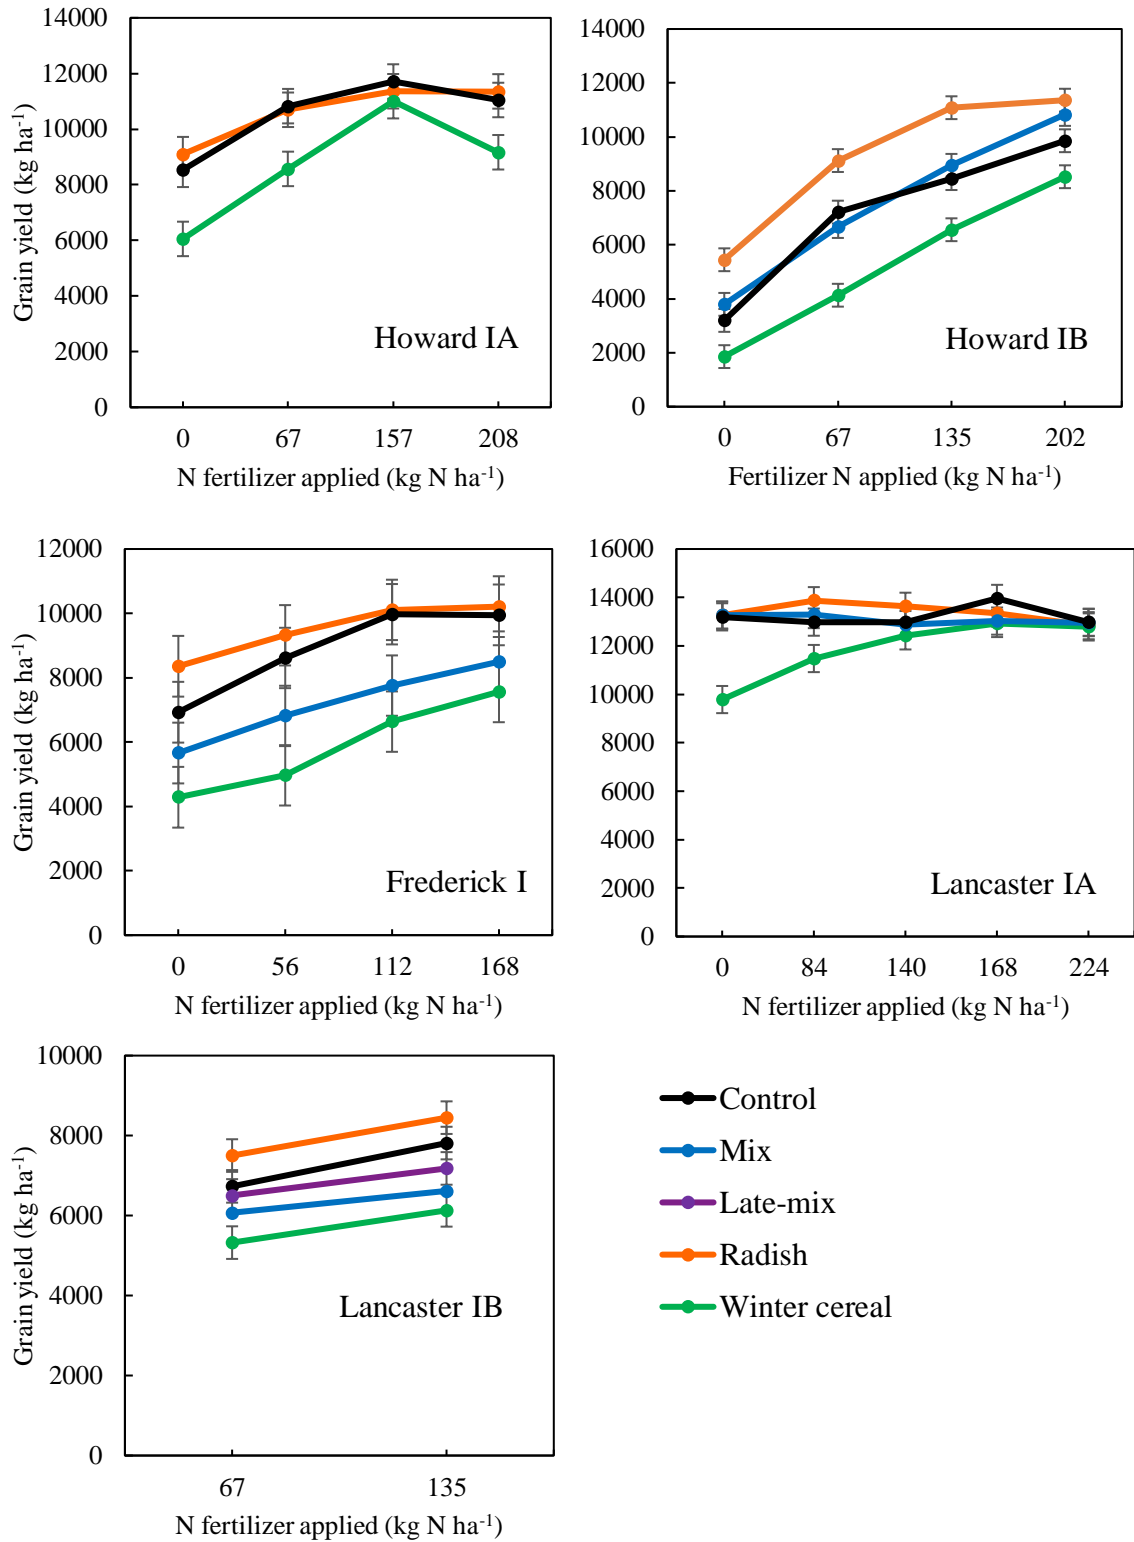 14000
12000
10000
8000
6000
4000
2000
0
Grain yield (kg ha⁻¹)
Howard IA
0 67 157 208
N fertilizer applied (kg N ha⁻¹)
14000
12000
10000
8000
6000
4000
2000
0
Howard IB
0 67 135 202
Fertilizer N applied (kg N ha⁻¹)
12000
10000
8000
6000
4000
2000
0
Grain yield (kg ha⁻¹)
Frederick I
0 56 112 168
N fertilizer applied (kg N ha⁻¹)
16000
14000
12000
10000
8000
6000
4000
2000
0
Lancaster IA
0 84 140 168 224
N fertilizer applied (kg N ha⁻¹)
10000
8000
6000
4000
2000
0
Grain yield (kg ha⁻¹)
Lancaster IB
67 135
N fertilizer applied (kg N ha⁻¹)
Control
Mix
Late-mix
Radish
Winter cereal